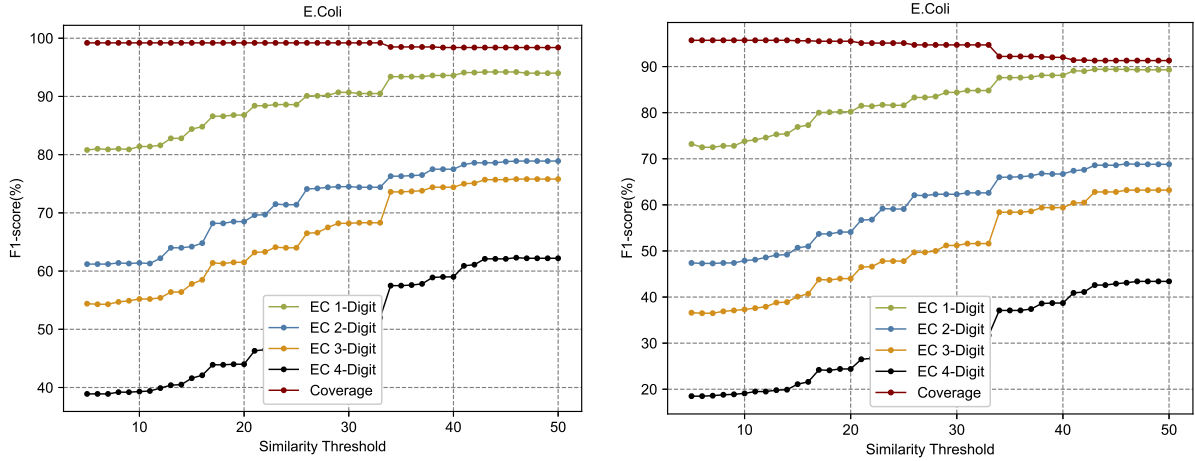 E.Coli
100
90
80
70
60
50
40
F1-score(%)
EC 1-Digit
EC 2-Digit
EC 3-Digit
EC 4-Digit
Coverage
10 20 30 40 50
Similarity Threshold
E.Coli
90
80
70
60
50
40
30
20
F1-score(%)
EC 1-Digit
EC 2-Digit
EC 3-Digit
EC 4-Digit
Coverage
10 20 30 40 50
Similarity Threshold